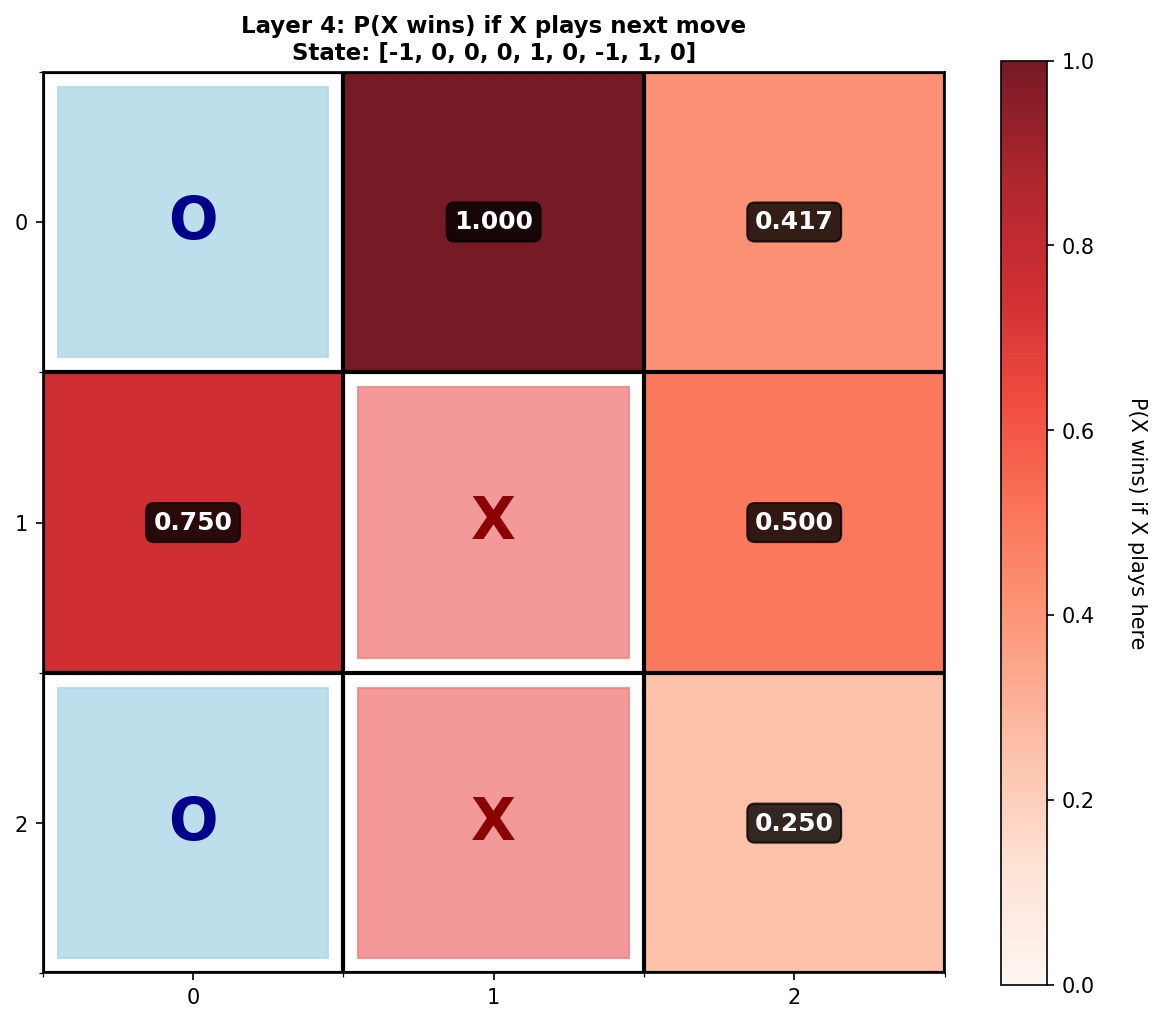 Layer 4: P(X wins) if X plays next move
State: [-1, 0, 0, 0, 1, 0, -1, 1, 0]
0
O
1.000
0.417
1
0.750
X
0.500
2
O
X
0.250
0
1
2
1.0
0.8
0.6
0.4
0.2
0.0
P(X wins) if X plays here